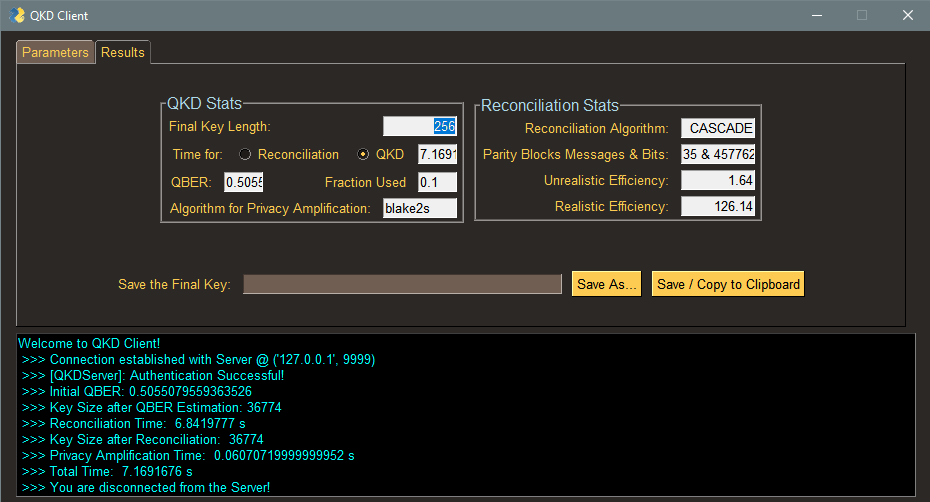 QKD Client
Parameters Results
QKD Stats
Final Key Length: 256
Time for: Reconciliation QKD 7.1691
QBER: 0.5055 Fraction Used 0.1
Algorithm for Privacy Amplification: blake2s
Reconciliation Stats
Reconciliation Algorithm: CASCADE
Parity Blocks Messages & Bits: 35 & 457762
Unrealistic Efficiency: 1.64
Realistic Efficiency: 126.14
Save the Final Key: Save As... Save / Copy to Clipboard
Welcome to QKD Client!
>>> Connection established with Server @ ('127.0.0.1', 9999)
>>> [QKDServer]: Authentication Successful!
>>> Initial QBER: 0.5055079559363526
>>> Key Size after QBER Estimation: 36774
>>> Reconciliation Time: 6.8419777 s
>>> Key Size after Reconciliation: 36774
>>> Privacy Amplification Time: 0.06070719999999952 s
>>> Total Time: 7.1691676 s
>>> You are disconnected from the Server!